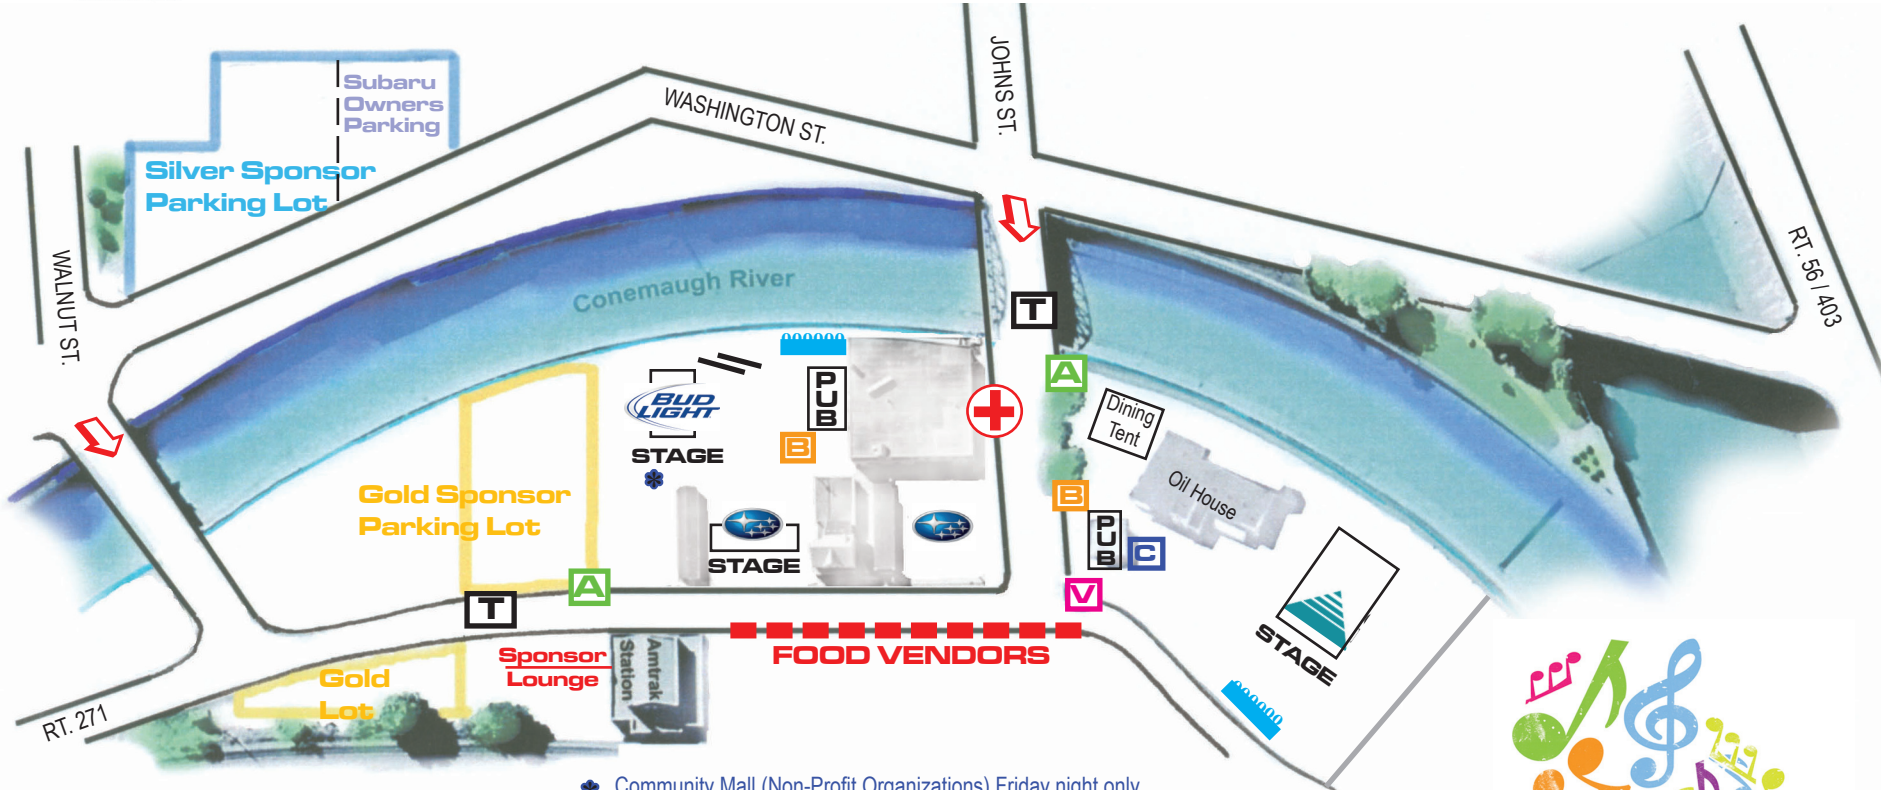 JOHNS ST.
Subaru
Owners
Parking
WASHINGTON ST.
Silver Sponsor
Parking Lot
WALNUT ST.
RT. 56 / 403
Conemaugh River
T
A
PUB
BUD
LIGHT
STAGE
B
Dining
Tent
Oil House
Gold Sponsor
Parking Lot
B
PUB
C
STAGE
A
V
T
STAGE
FOOD VENDORS
Sponsor
Lounge
Amtrak
Station
Gold
Lot
RT. 271
Community Mall (Non-Profit Organizations) Friday night only